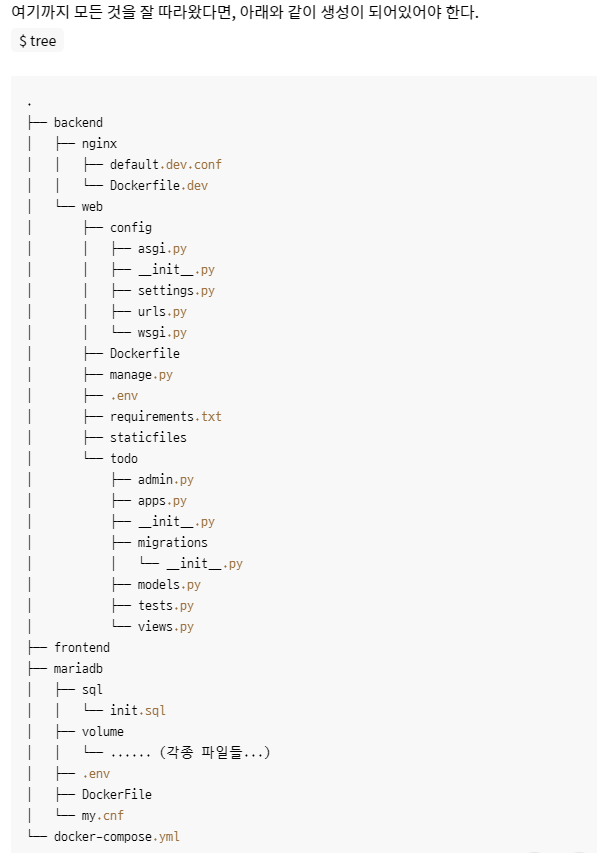 여기까지 모든 것을 잘 따라왔다면, 아래와 같이 생성이 되어있어야 한다.
$ tree
.
├── backend
│   ├── nginx
│   │   ├── default.dev.conf
│   │   └── Dockerfile.dev
│   └── web
│       ├── config
│       │   ├── asgi.py
│       │   ├── __init__.py
│       │   ├── settings.py
│       │   ├── urls.py
│       │   └── wsgi.py
│       ├── Dockerfile
│       ├── manage.py
│       ├── .env
│       ├── requirements.txt
│       ├── staticfiles
│       └── todo
│           ├── admin.py
│           ├── apps.py
│           ├── __init__.py
│           ├── migrations
│           │   └── __init__.py
│           ├── models.py
│           ├── tests.py
│           └── views.py
├── frontend
├── mariadb
│   ├── sql
│   │   └── init.sql
│   ├── volume
│   │   └── ...... (각종 파일들...)
│   ├── .env
│   ├── DockerFile
│   └── my.cnf
└── docker-compose.yml